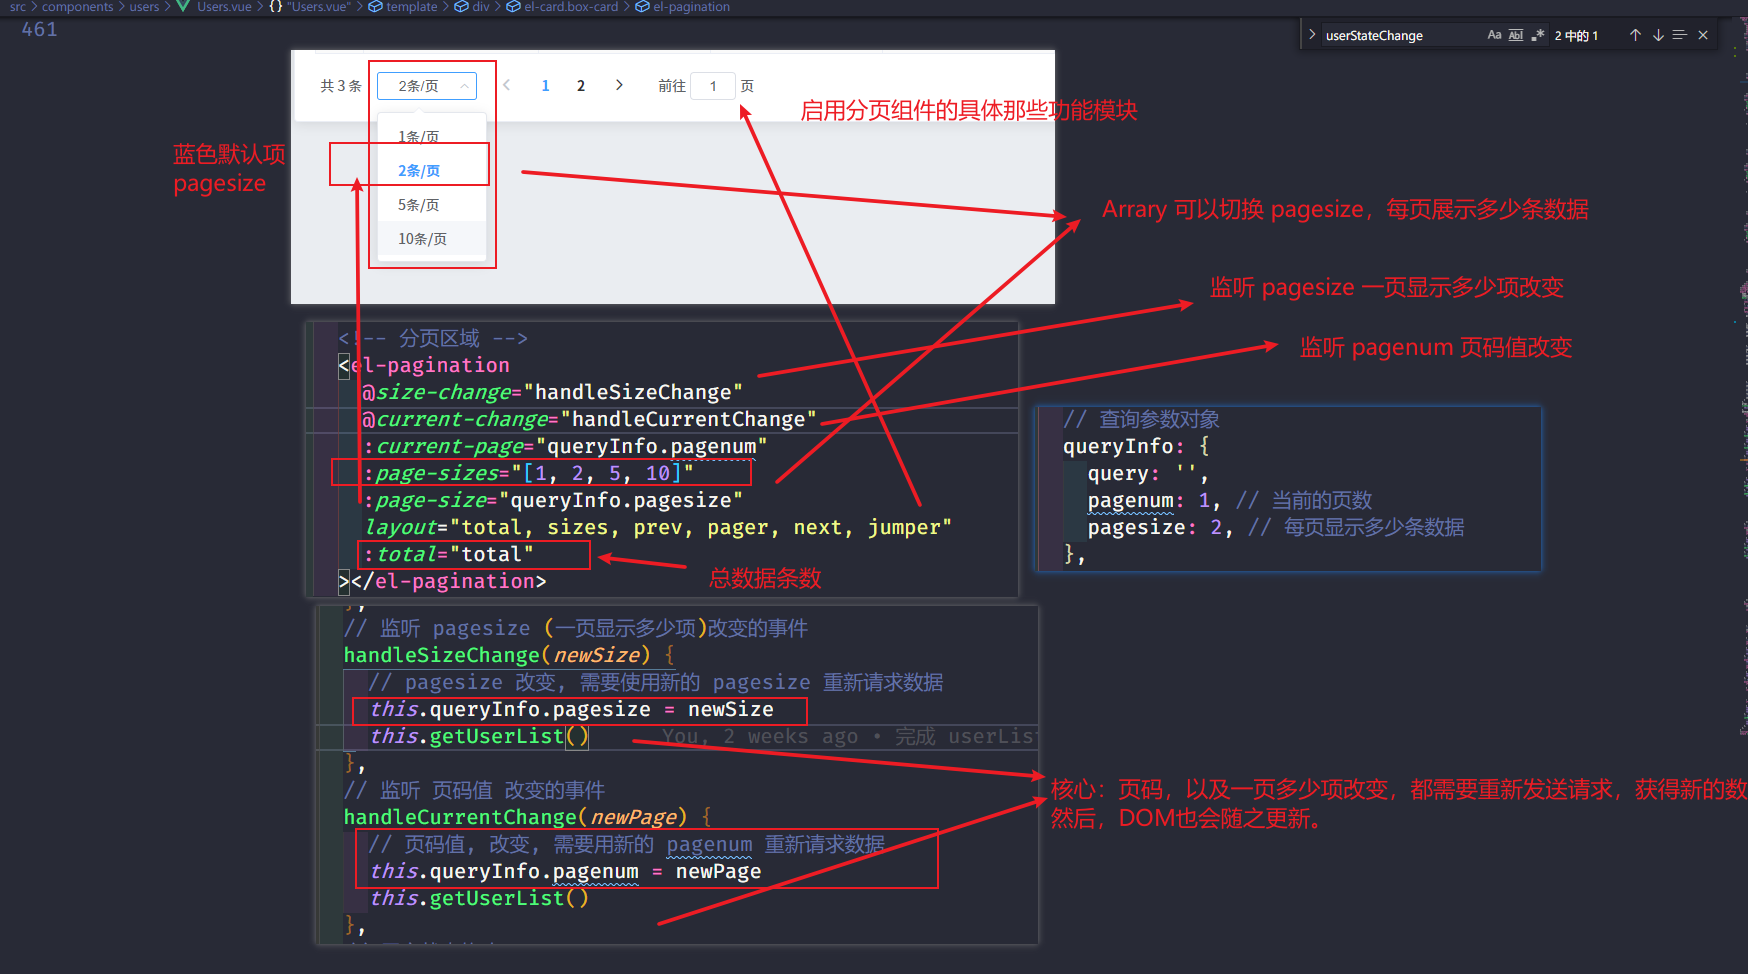 src > components > users > Users.vue > {} "Users.vue" > template > div > el-card.box-card > el-pagination
461
userStateChange
Aa Abl .* 2 中的 1
共 3 条 2条/页 < 1 2 > 前往 1 页
1条/页
2条/页
5条/页
10条/页
启用分页组件的具体那些功能模块
蓝色默认项
pagesize
Arrary 可以切换 pagesize，每页展示多少条数据
监听 pagesize 一页显示多少项改变
监听 pagenum 页码值改变
<!-- 分页区域 -->
<el-pagination
@size-change="handleSizeChange"
@current-change="handleCurrentChange"
:current-page="queryInfo.pagenum"
:page-sizes="[1, 2, 5, 10]"
:page-size="queryInfo.pagesize"
layout="total, sizes, prev, pager, next, jumper"
:total="total"
></el-pagination>
总数据条数
// 查询参数对象
queryInfo: {
query: '',
pagenum: 1, // 当前的页数
pagesize: 2, // 每页显示多少条数据
},
},
// 监听 pagesize (一页显示多少项)改变的事件
handleSizeChange(newSize) {
// pagesize 改变, 需要使用新的 pagesize 重新请求数据
this.queryInfo.pagesize = newSize
this.getUserList() You, 2 weeks ago • 完成 userList
},
// 监听 页码值 改变的事件
handleCurrentChange(newPage) {
// 页码值, 改变, 需要用新的 pagenum 重新请求数据
this.queryInfo.pagenum = newPage
this.getUserList()
},
核心：页码，以及一页多少项改变，都需要重新发送请求，获得新的数
然后，DOM也会随之更新。